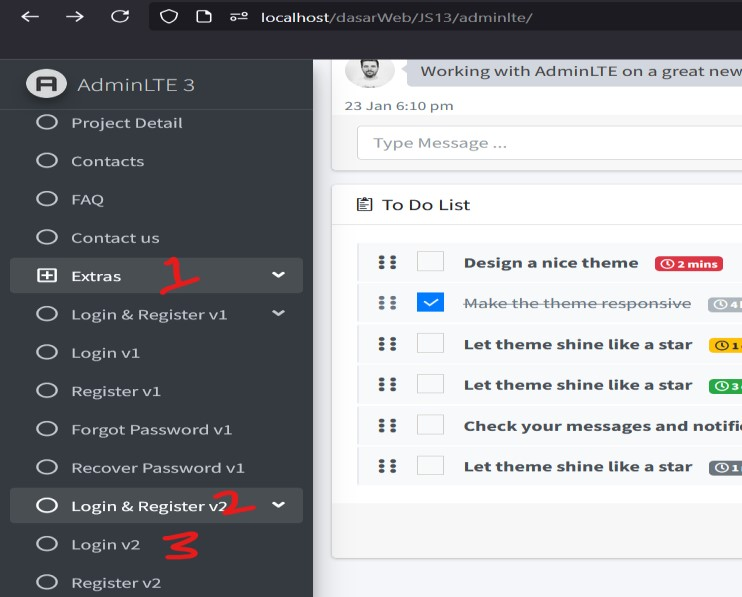 localhost/dasarWeb/JS13/adminlte/
AdminLTE 3
Project Detail
Contacts
FAQ
Contact us
Extras 1
Login & Register v1
Login v1
Register v1
Forgot Password v1
Recover Password v1
Login & Register v2 2
Login v2 3
Register v2
Working with AdminLTE on a great new
23 Jan 6:10 pm
Type Message ...
To Do List
Design a nice theme 2 mins
Make the theme responsive
Let theme shine like a star 1
Let theme shine like a star 3
Check your messages and
Let theme shine like a star 1